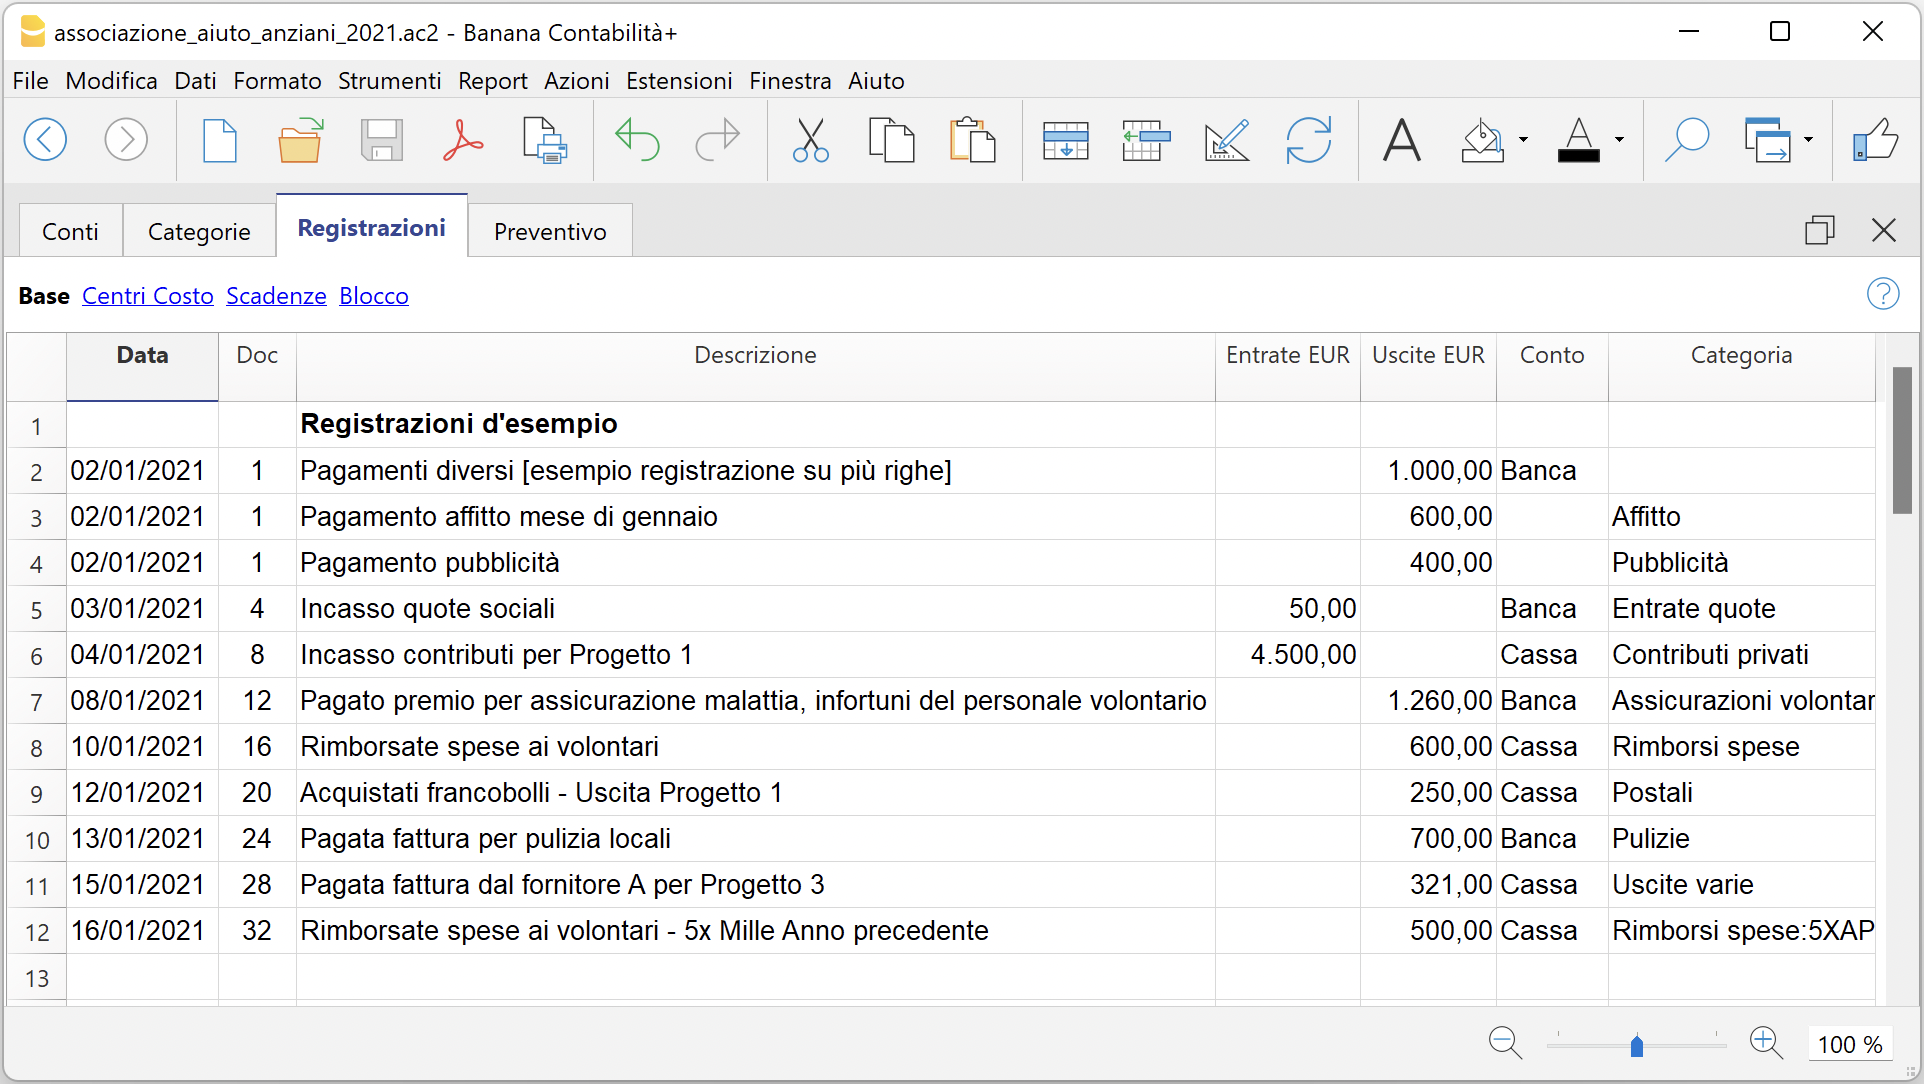 associazione_aiuto_anziani_2021.ac2 - Banana Contabilità+
File Modifica Dati Formato Strumenti Report Azioni Estensioni Finestra Aiuto
Conti Categorie Registrazioni Preventivo
Base Centri Costo Scadenze Blocco
Data Doc Descrizione Entrate EUR Uscite EUR Conto Categoria
1 Registrazioni d'esempio
2 02/01/2021 1 Pagamenti diversi [esempio registrazione su più righe] 1.000,00 Banca
3 02/01/2021 1 Pagamento affitto mese di gennaio 600,00 Affitto
4 02/01/2021 1 Pagamento pubblicità 400,00 Pubblicità
5 03/01/2021 4 Incasso quote sociali 50,00 Banca Entrate quote
6 04/01/2021 8 Incasso contributi per Progetto 1 4.500,00 Cassa Contributi privati
7 08/01/2021 12 Pagato premio per assicurazione malattia, infortuni del personale volontario 1.260,00 Banca Assicurazioni volontar
8 10/01/2021 16 Rimborsate spese ai volontari 600,00 Cassa Rimborsi spese
9 12/01/2021 20 Acquistati francobolli - Uscita Progetto 1 250,00 Cassa Postali
10 13/01/2021 24 Pagata fattura per pulizia locali 700,00 Banca Pulizie
11 15/01/2021 28 Pagata fattura dal fornitore A per Progetto 3 321,00 Cassa Uscite varie
12 16/01/2021 32 Rimborsate spese ai volontari - 5x Mille Anno precedente 500,00 Cassa Rimborsi spese:5XAP
13
100 %